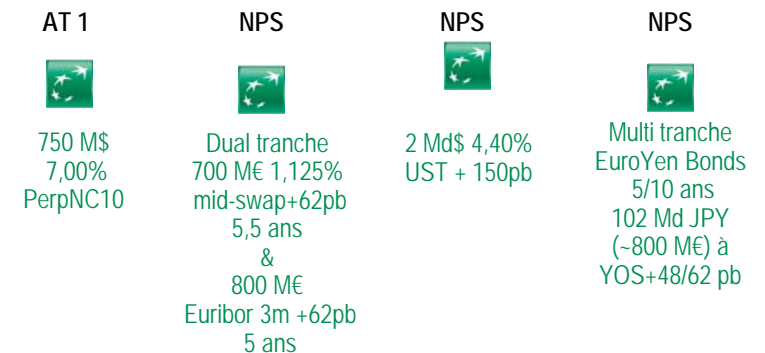 AT 1
750 M$
7,00%
PerpNC10
NPS
Dual tranche
700 M€ 1,125%
mid-swap+62pb
5,5 ans
&
800 M€
Euribor 3m +62pb
5 ans
NPS
2 Md$ 4,40%
UST + 150pb
NPS
Multi tranche
EuroYen Bonds
5/10 ans
102 Md JPY
(~800 M€) à
YOS+48/62 pb